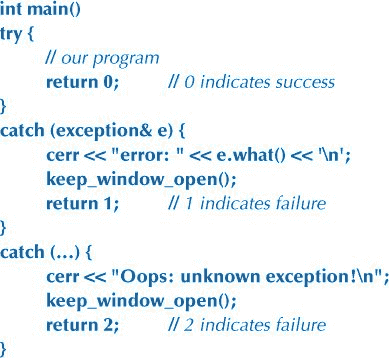 int main()
try {
// our program
return 0; // 0 indicates success
}
catch (exception& e) {
cerr << "error: " << e.what() << '\n';
keep_window_open();
return 1; // 1 indicates failure
}
catch (…) {
cerr << "Oops: unknown exception!\n";
keep_window_open();
return 2; // 2 indicates failure
}